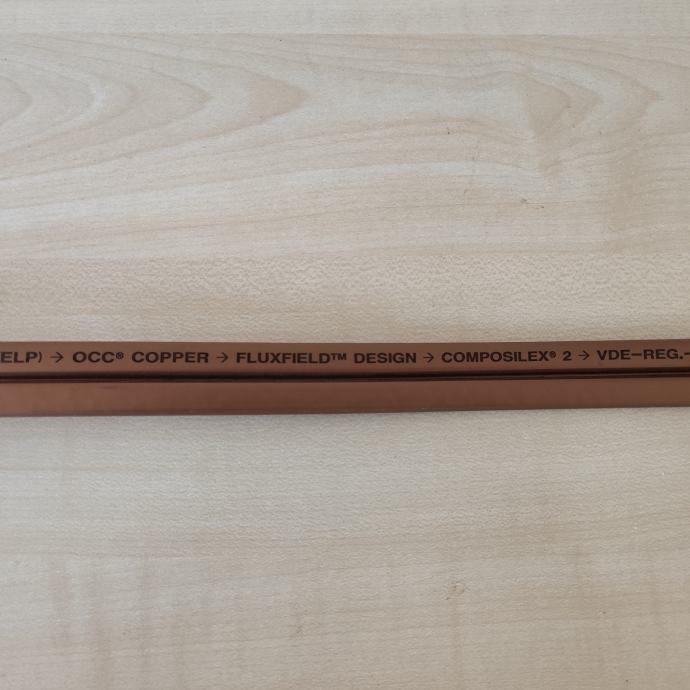 ELP) → OCC® COPPER → FLUXFIELD™ DESIGN → COMPOSILEX® 2 → VDE-REG.-